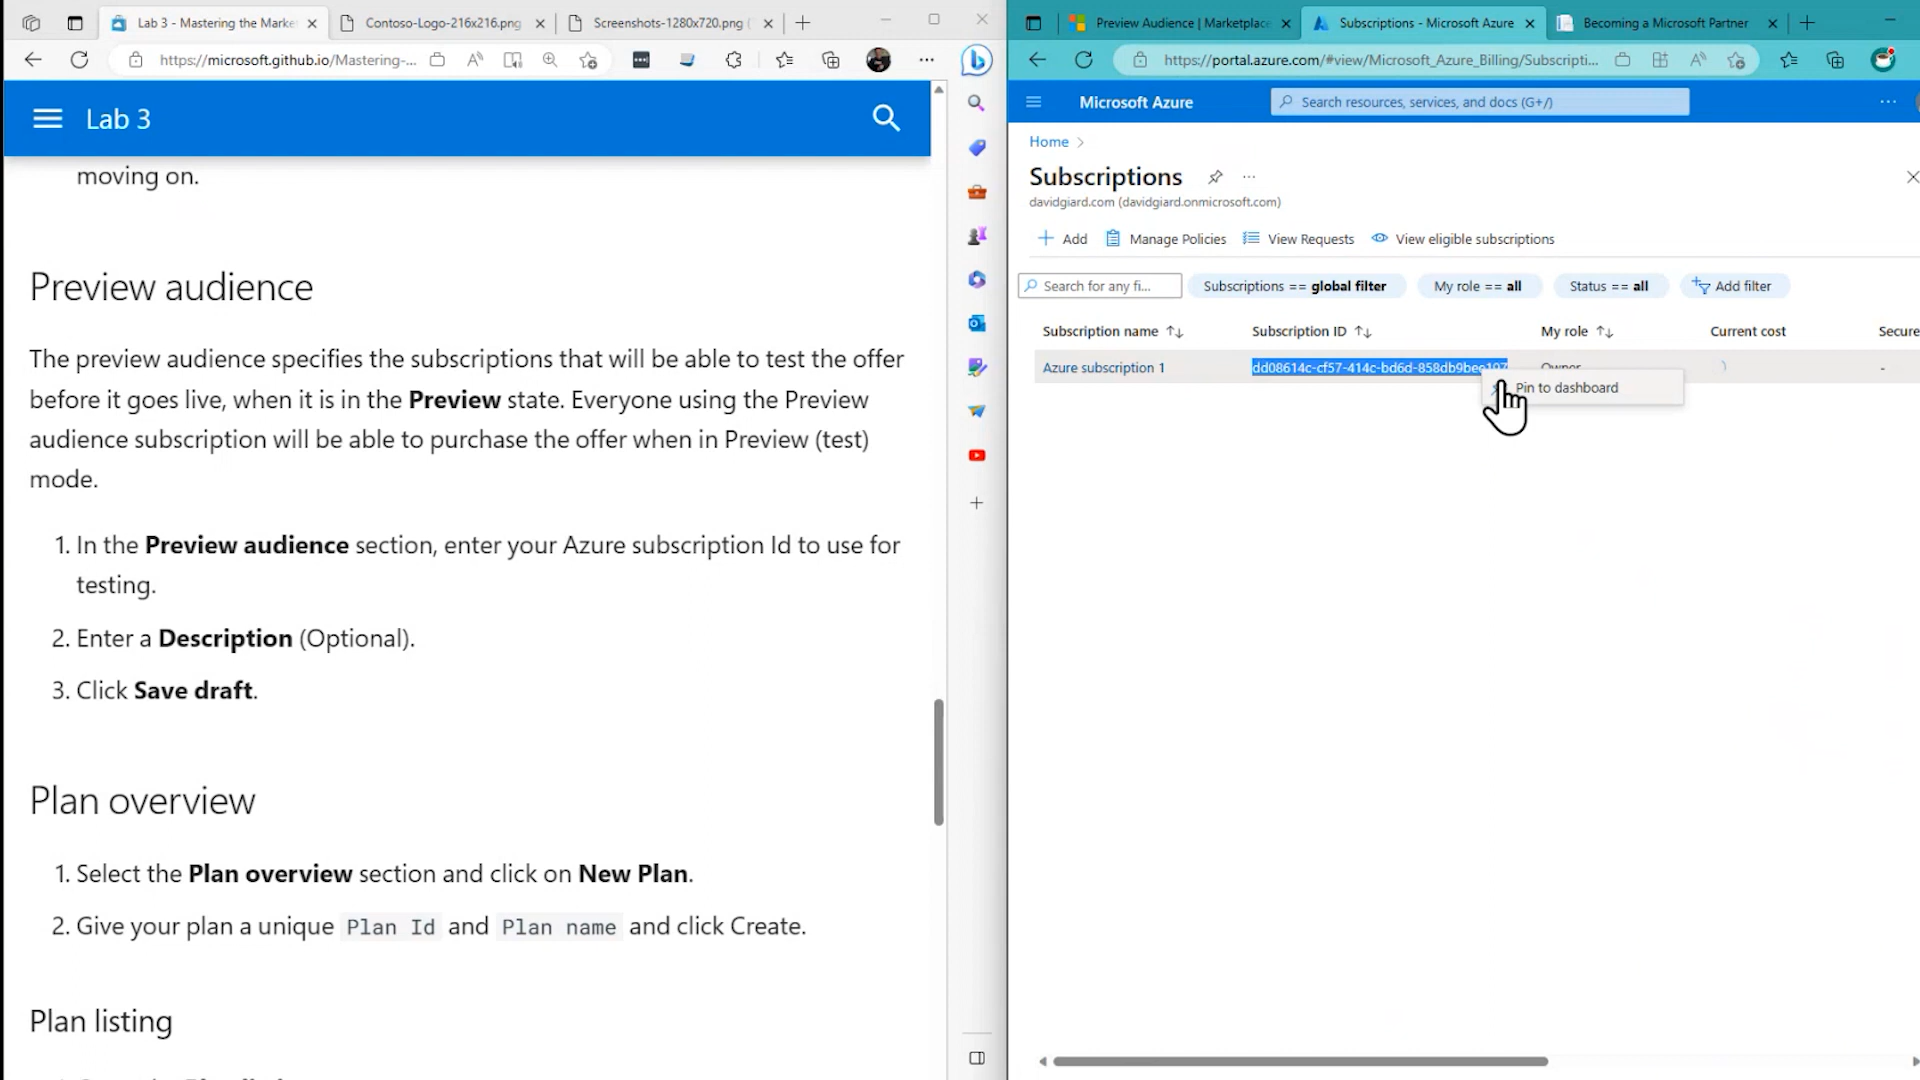 Lab 3 - Mastering the Marke
Contoso-Logo-216x216.png
Screenshots-1280x720.png (
https://microsoft.github.io/Mastering-...
Lab 3
moving on.
Preview audience
The preview audience specifies the subscriptions that will be able to test the offer
before it goes live, when it is in the Preview state. Everyone using the Preview
audience subscription will be able to purchase the offer when in Preview (test)
mode.
1. In the Preview audience section, enter your Azure subscription Id to use for
testing.
2. Enter a Description (Optional).
3. Click Save draft.
Plan overview
1. Select the Plan overview section and click on New Plan.
2. Give your plan a unique Plan Id and Plan name and click Create.
Plan listing
Preview Audience | Marketplace
Subscriptions - Microsoft Azure
Becoming a Microsoft Partner
https://portal.azure.com/#view/Microsoft_Azure_Billing/Subscripti...
Microsoft Azure
Search resources, services, and docs (G+/)
Home >
Subscriptions
davidgiard.com (davidgiard.onmicrosoft.com)
Add
Manage Policies
View Requests
View eligible subscriptions
Search for any fi...
Subscriptions == global filter
My role == all
Status == all
Add filter
Subscription name
Subscription ID
My role
Current cost
Secure
Azure subscription 1
dd08614c-cf57-414c-bd6d-858db9bee107
Owner
-
Pin to dashboard